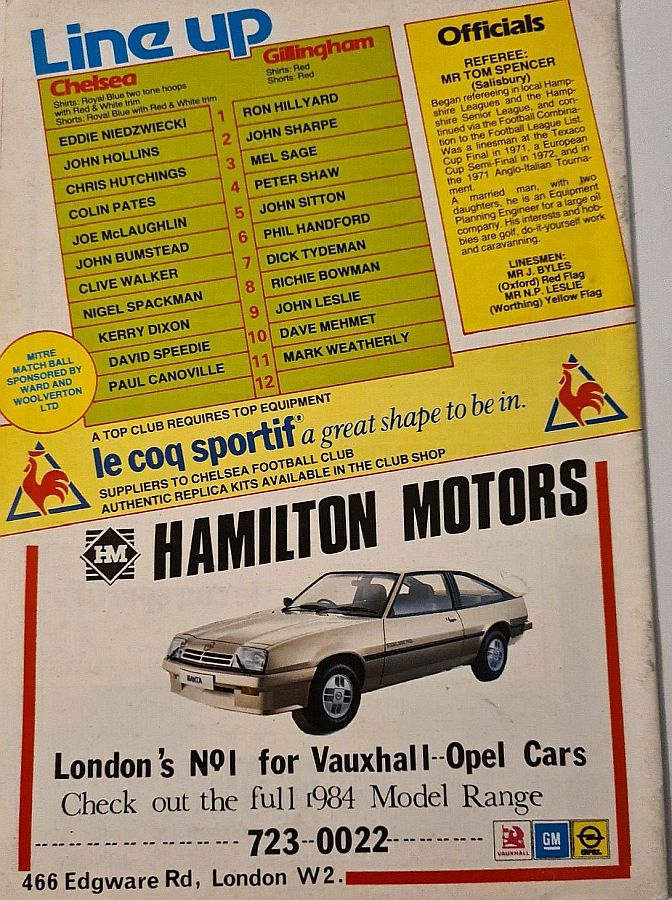 Line up
Chelsea
Shirts: Royal Blue two tone hoops
with Red & White trim
Shorts: Royal Blue with Red & White trim
Gillingham
Shirts: Red
Shorts: Red
EDDIE NIEDZWIECKI 1 RON HILLYARD
JOHN HOLLINS 2 JOHN SHARPE
CHRIS HUTCHINGS 3 MEL SAGE
COLIN PATES 4 PETER SHAW
JOE McLAUGHLIN 5 JOHN SITTON
JOHN BUMSTEAD 6 PHIL HANDFORD
CLIVE WALKER 7 DICK TYDEMAN
NIGEL SPACKMAN 8 RICHIE BOWMAN
KERRY DIXON 9 JOHN LESLIE
DAVID SPEEDIE 10 DAVE MEHMET
PAUL CANOVILLE 11 MARK WEATHERLY
12
Officials
REFEREE:
MR TOM SPENCER
(Salisbury)
Began refereeing in local Hamp-
shire Leagues and the Hamp-
shire Senior League, and con-
tinued via the Football Combina-
tion to the Football League List.
Was a linesman at the Texaco
Cup Final in 1971, a European
Cup Semi-Final in 1972, and in
the 1971 Anglo-Italian Tourna-
ment.
A married man, with two
daughters, he is an Equipment
Planning Engineer for a large oil
company. His interests and hob-
bies are golf, do-it-yourself work
and caravanning.
LINESMEN:
MR J. BYLES
(Oxford) Red Flag
MR N.P. LESLIE
(Worthing) Yellow Flag
MITRE
MATCH BALL
SPONSORED BY
WARD AND
WOOLVERTON
LTD
A TOP CLUB REQUIRES TOP EQUIPMENT
le coq sportif® a great shape to be in.
SUPPLIERS TO CHELSEA FOOTBALL CLUB
AUTHENTIC REPLICA KITS AVAILABLE IN THE CLUB SHOP
HM HAMILTON MOTORS
MANTA
London's Nº1 for Vauxhall--Opel Cars
Check out the full 1984 Model Range
723-0022
VAUXHALL GM OPEL
466 Edgware Rd, London W2.